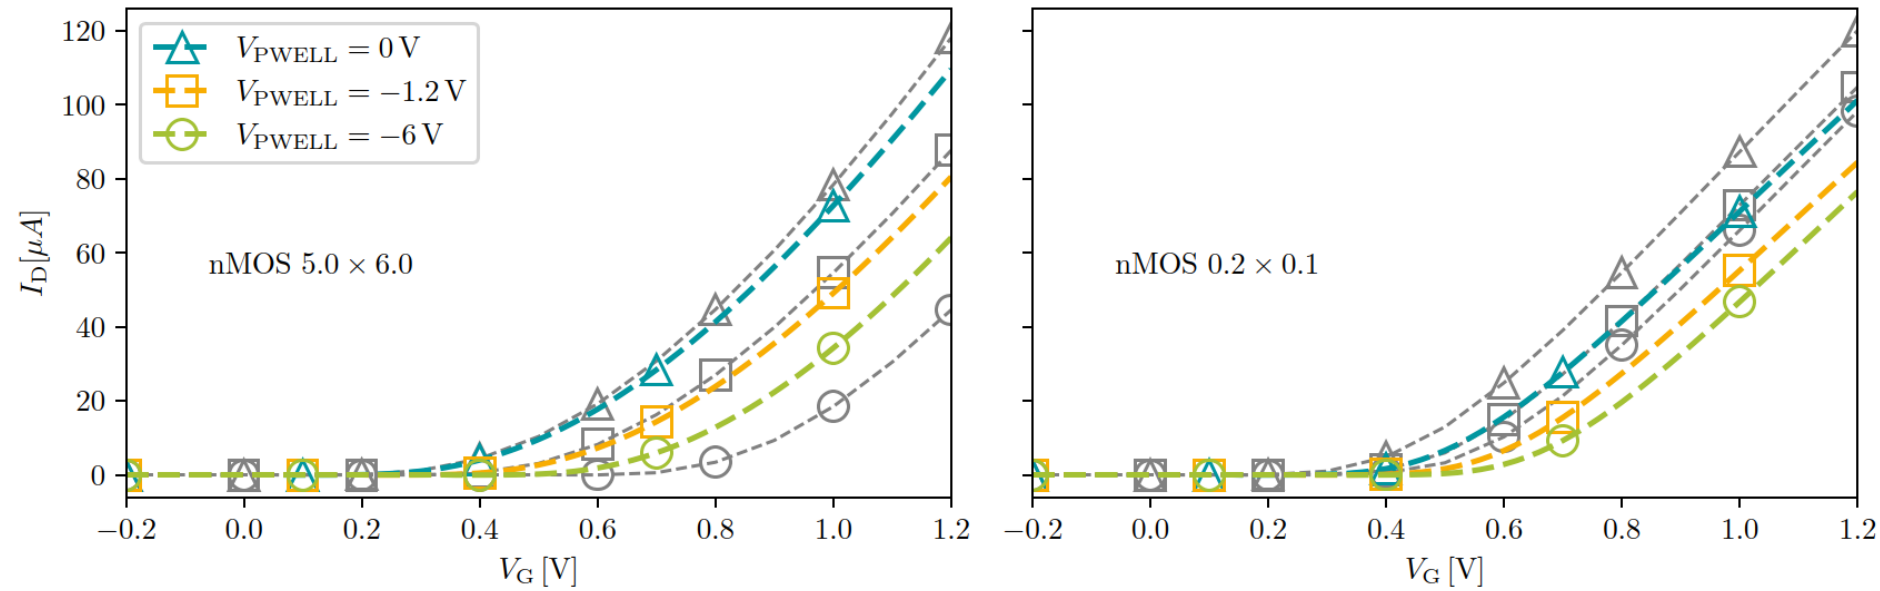 120
100
80
60
40
20
0
I_D [μA]
V_PWELL = 0 V
V_PWELL = −1.2 V
V_PWELL = −6 V
nMOS 5.0 × 6.0
−0.2 0.0 0.2 0.4 0.6 0.8 1.0 1.2
V_G [V]
nMOS 0.2 × 0.1
−0.2 0.0 0.2 0.4 0.6 0.8 1.0 1.2
V_G [V]